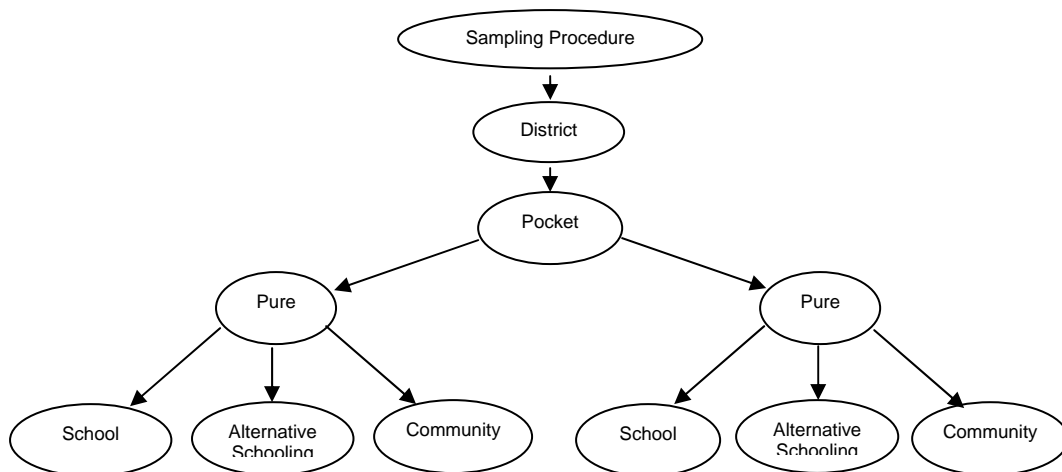 Sampling Procedure
District
Pocket
Pure
Pure
School
Alternative
Schooling
Community
School
Alternative
Schooling
Community